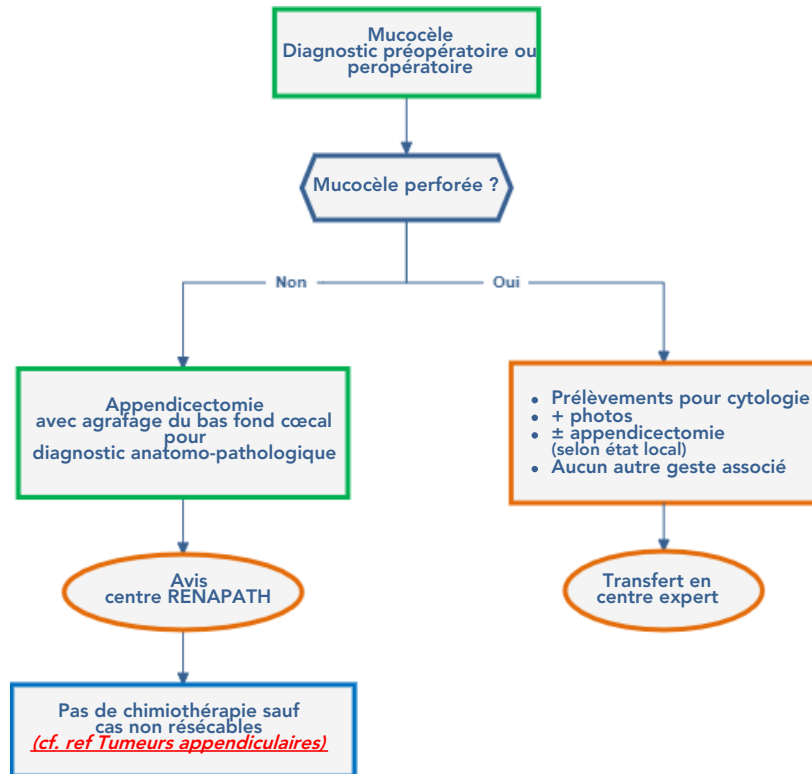 Mucocèle
Diagnostic préopératoire ou
peropératoire
Mucocèle perforée ?
Non
Oui
Appendicectomie
avec agrafage du bas fond cœcal
pour
diagnostic anatomo-pathologique
• Prélèvements pour cytologie
• + photos
• ± appendicectomie
(selon état local)
• Aucun autre geste associé
Avis
centre RENAPATH
Transfert en
centre expert
Pas de chimiothérapie sauf
cas non résécables
(cf. ref Tumeurs appendiculaires)